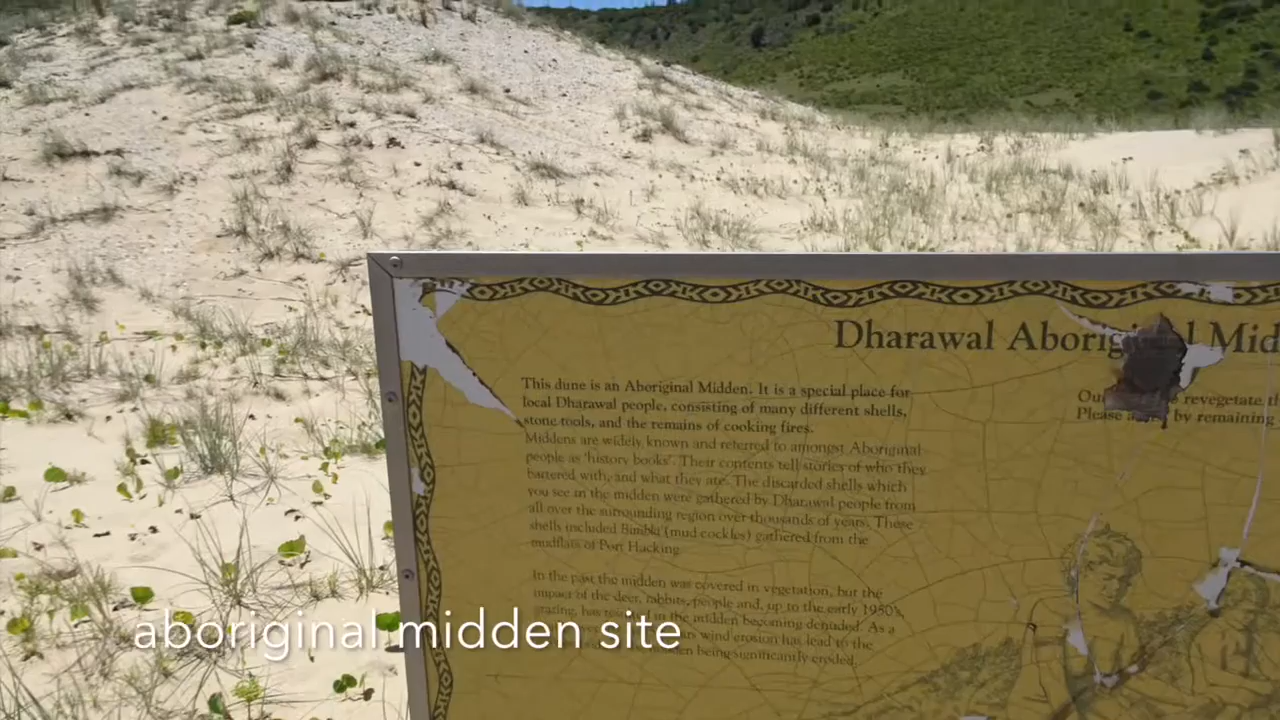 Dharawal Aboriginal Mid
This dune is an Aboriginal Midden. It is a special place for
local Dharawal people, consisting of many different shells,
stone tools, and the remains of cooking fires.
Middens are widely known and referred to amongst Aboriginal
people as 'history books'. Their contents tell stories of who they
bartered with, and what they ate. The discarded shells which
you see in the midden were gathered by Dharawal people from
all over the surrounding region over thousands of years. These
shells included Bimbla (mud cockles) gathered from the
mudflats of Port Hacking.
In the past the midden was covered in vegetation, but the
impact of the deer, rabbits, people and, up to the early 1950's,
grazing, has resulted in the midden becoming denuded. As a
wind erosion has lead to the
being significantly eroded.
revegetate
Please by remaining
aboriginal midden site